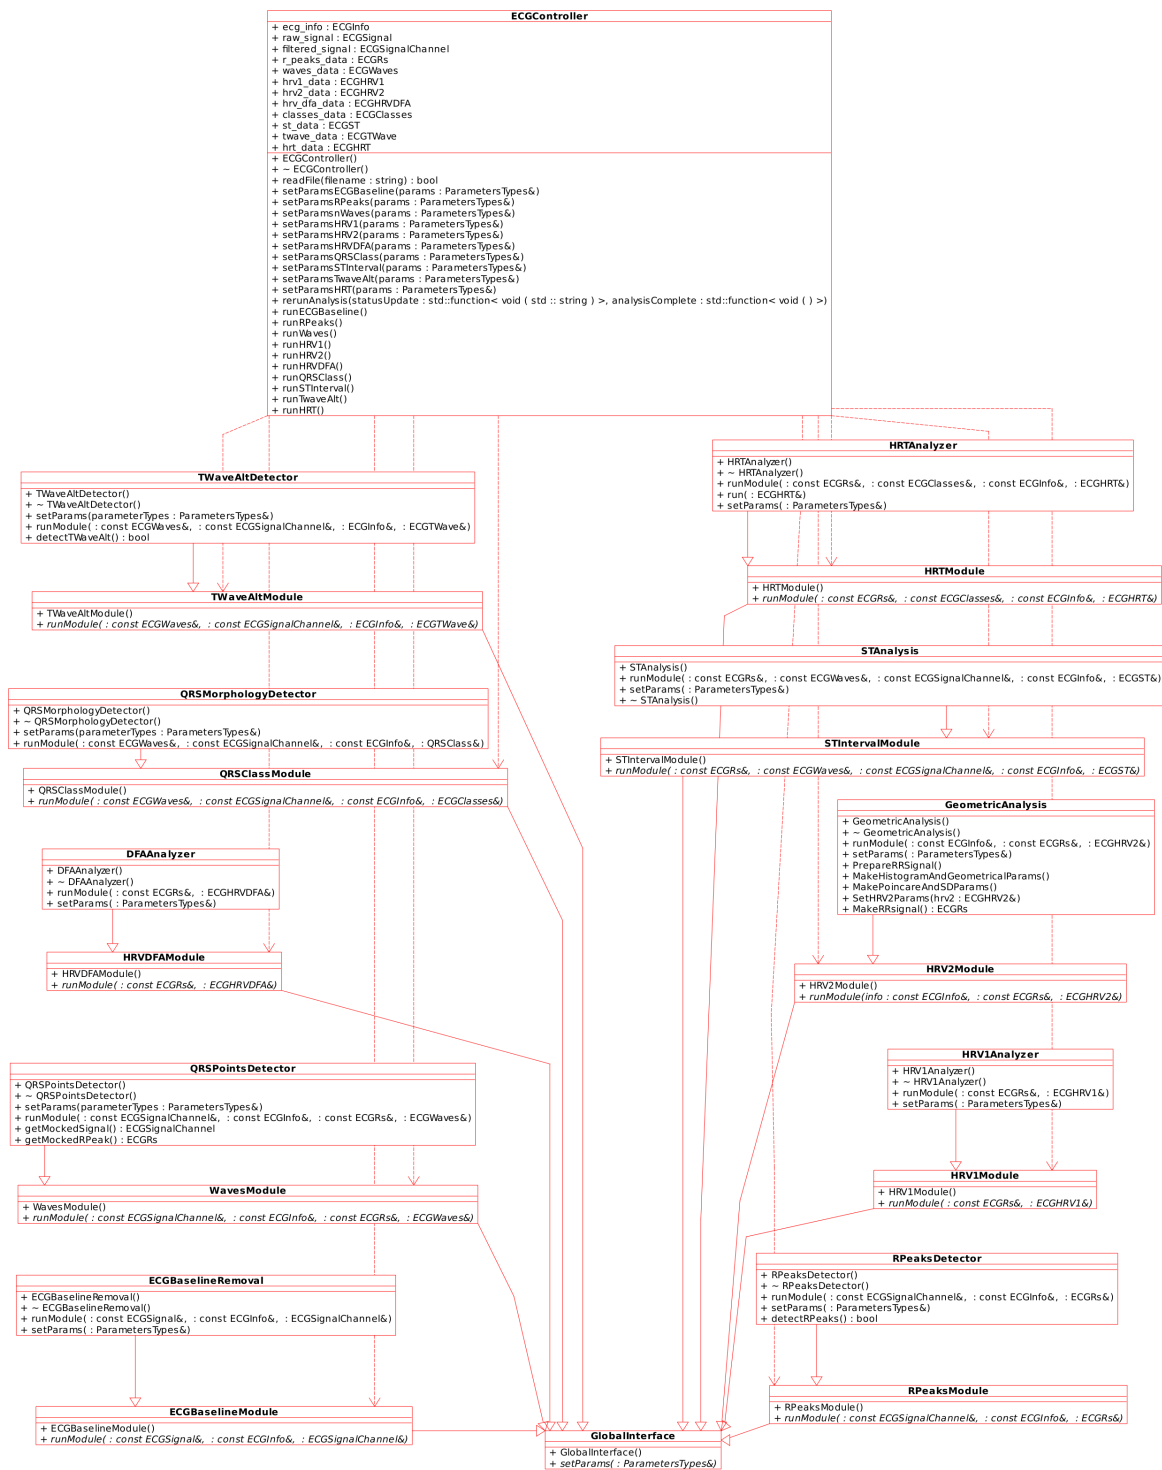 ECGController
+ ecg_info : ECGInfo
+ raw_signal : ECGSignal
+ filtered_signal : ECGSignalChannel
+ r_peaks_data : ECGRs
+ waves_data : ECGWaves
+ hrv1_data : ECGHRV1
+ hrv2_data : ECGHRV2
+ hrv_dfa_data : ECGHRVDFA
+ classes_data : ECGClasses
+ st_data : ECGST
+ twave_data : ECGTWave
+ hrt_data : ECGHRT
+ ECGController()
+ ~ ECGController()
+ readFile(filename : string) : bool
+ setParamsECGBaseline(params : ParametersTypes&)
+ setParamsRPeaks(params : ParametersTypes&)
+ setParamsnWaves(params : ParametersTypes&)
+ setParamsHRV1(params : ParametersTypes&)
+ setParamsHRV2(params : ParametersTypes&)
+ setParamsHRVDFA(params : ParametersTypes&)
+ setParamsQRSClass(params : ParametersTypes&)
+ setParamsSTInterval(params : ParametersTypes&)
+ setParamsTwaveAlt(params : ParametersTypes&)
+ setParamsHRT(params : ParametersTypes&)
+ rerunAnalysis(statusUpdate : std::function< void ( std :: string ) >, analysisComplete : std::function< void ( ) >)
+ runECGBaseline()
+ runRPeaks()
+ runWaves()
+ runHRV1()
+ runHRV2()
+ runHRVDFA()
+ runQRSClass()
+ runSTInterval()
+ runTwaveAlt()
+ runHRT()
TWaveAltDetector
+ TWaveAltDetector()
+ ~ TWaveAltDetector()
+ setParams(parameterTypes : ParametersTypes&)
+ runModule( : const ECGWaves&, : const ECGSignalChannel&, : ECGInfo&, : ECGTWave&)
+ detectTWaveAlt() : bool
TWaveAltModule
+ TWaveAltModule()
+ runModule( : const ECGWaves&, : const ECGSignalChannel&, : ECGInfo&, : ECGTWave&)
QRSMorphologyDetector
+ QRSMorphologyDetector()
+ ~ QRSMorphologyDetector()
+ setParams(parameterTypes : ParametersTypes&)
+ runModule( : const ECGWaves&, : const ECGSignalChannel&, : const ECGInfo&, : QRSClass&)
QRSClassModule
+ QRSClassModule()
+ runModule( : const ECGWaves&, : const ECGSignalChannel&, : const ECGInfo&, : ECGClasses&)
DFAAnalyzer
+ DFAAnalyzer()
+ ~ DFAAnalyzer()
+ runModule( : const ECGRs&, : ECGHRVDFA&)
+ setParams( : ParametersTypes&)
HRVDFAModule
+ HRVDFAModule()
+ runModule( : const ECGRs&, : ECGHRVDFA&)
QRSPointsDetector
+ QRSPointsDetector()
+ ~ QRSPointsDetector()
+ setParams(parameterTypes : ParametersTypes&)
+ runModule( : const ECGSignalChannel&, : const ECGInfo&, : const ECGRs&, : ECGWaves&)
+ getMockedSignal() : ECGSignalChannel
+ getMockedRPeak() : ECGRs
WavesModule
+ WavesModule()
+ runModule( : const ECGSignalChannel&, : const ECGInfo&, : const ECGRs&, : ECGWaves&)
ECGBaselineRemoval
+ ECGBaselineRemoval()
+ ~ ECGBaselineRemoval()
+ runModule( : const ECGSignal&, : const ECGInfo&, : ECGSignalChannel&)
+ setParams( : ParametersTypes&)
ECGBaselineModule
+ ECGBaselineModule()
+ runModule( : const ECGSignal&, : const ECGInfo&, : ECGSignalChannel&)
HRTAnalyzer
+ HRTAnalyzer()
+ ~ HRTAnalyzer()
+ runModule( : const ECGRs&, : const ECGClasses&, : const ECGInfo&, : ECGHRT&)
+ run( : ECGHRT&)
+ setParams( : ParametersTypes&)
HRTModule
+ HRTModule()
+ runModule( : const ECGRs&, : const ECGClasses&, : const ECGInfo&, : ECGHRT&)
STAnalysis
+ STAnalysis()
+ runModule( : const ECGRs&, : const ECGWaves&, : const ECGSignalChannel&, : const ECGInfo&, : ECGST&)
+ setParams( : ParametersTypes&)
+ ~ STAnalysis()
STIntervalModule
+ STIntervalModule()
+ runModule( : const ECGRs&, : const ECGWaves&, : const ECGSignalChannel&, : const ECGInfo&, : ECGST&)
GeometricAnalysis
+ GeometricAnalysis()
+ ~ GeometricAnalysis()
+ runModule( : const ECGInfo&, : const ECGRs&, : ECGHRV2&)
+ setParams( : ParametersTypes&)
+ PrepareRRSignal()
+ MakeHistogramAndGeometricalParams()
+ MakePoincareAndSDParams()
+ SetHRV2Params(hrv2 : ECGHRV2&)
+ MakeRRsignal() : ECGRs
HRV2Module
+ HRV2Module()
+ runModule(info : const ECGInfo&, : const ECGRs&, : ECGHRV2&)
HRV1Analyzer
+ HRV1Analyzer()
+ ~ HRV1Analyzer()
+ runModule( : const ECGRs&, : ECGHRV1&)
+ setParams( : ParametersTypes&)
HRV1Module
+ HRV1Module()
+ runModule( : const ECGRs&, : ECGHRV1&)
RPeaksDetector
+ RPeaksDetector()
+ ~ RPeaksDetector()
+ runModule( : const ECGSignalChannel&, : const ECGInfo&, : ECGRs&)
+ setParams( : ParametersTypes&)
+ detectRPeaks() : bool
RPeaksModule
+ RPeaksModule()
+ runModule( : const ECGSignalChannel&, : const ECGInfo&, : ECGRs&)
GlobalInterface
+ GlobalInterface()
+ setParams( : ParametersTypes&)